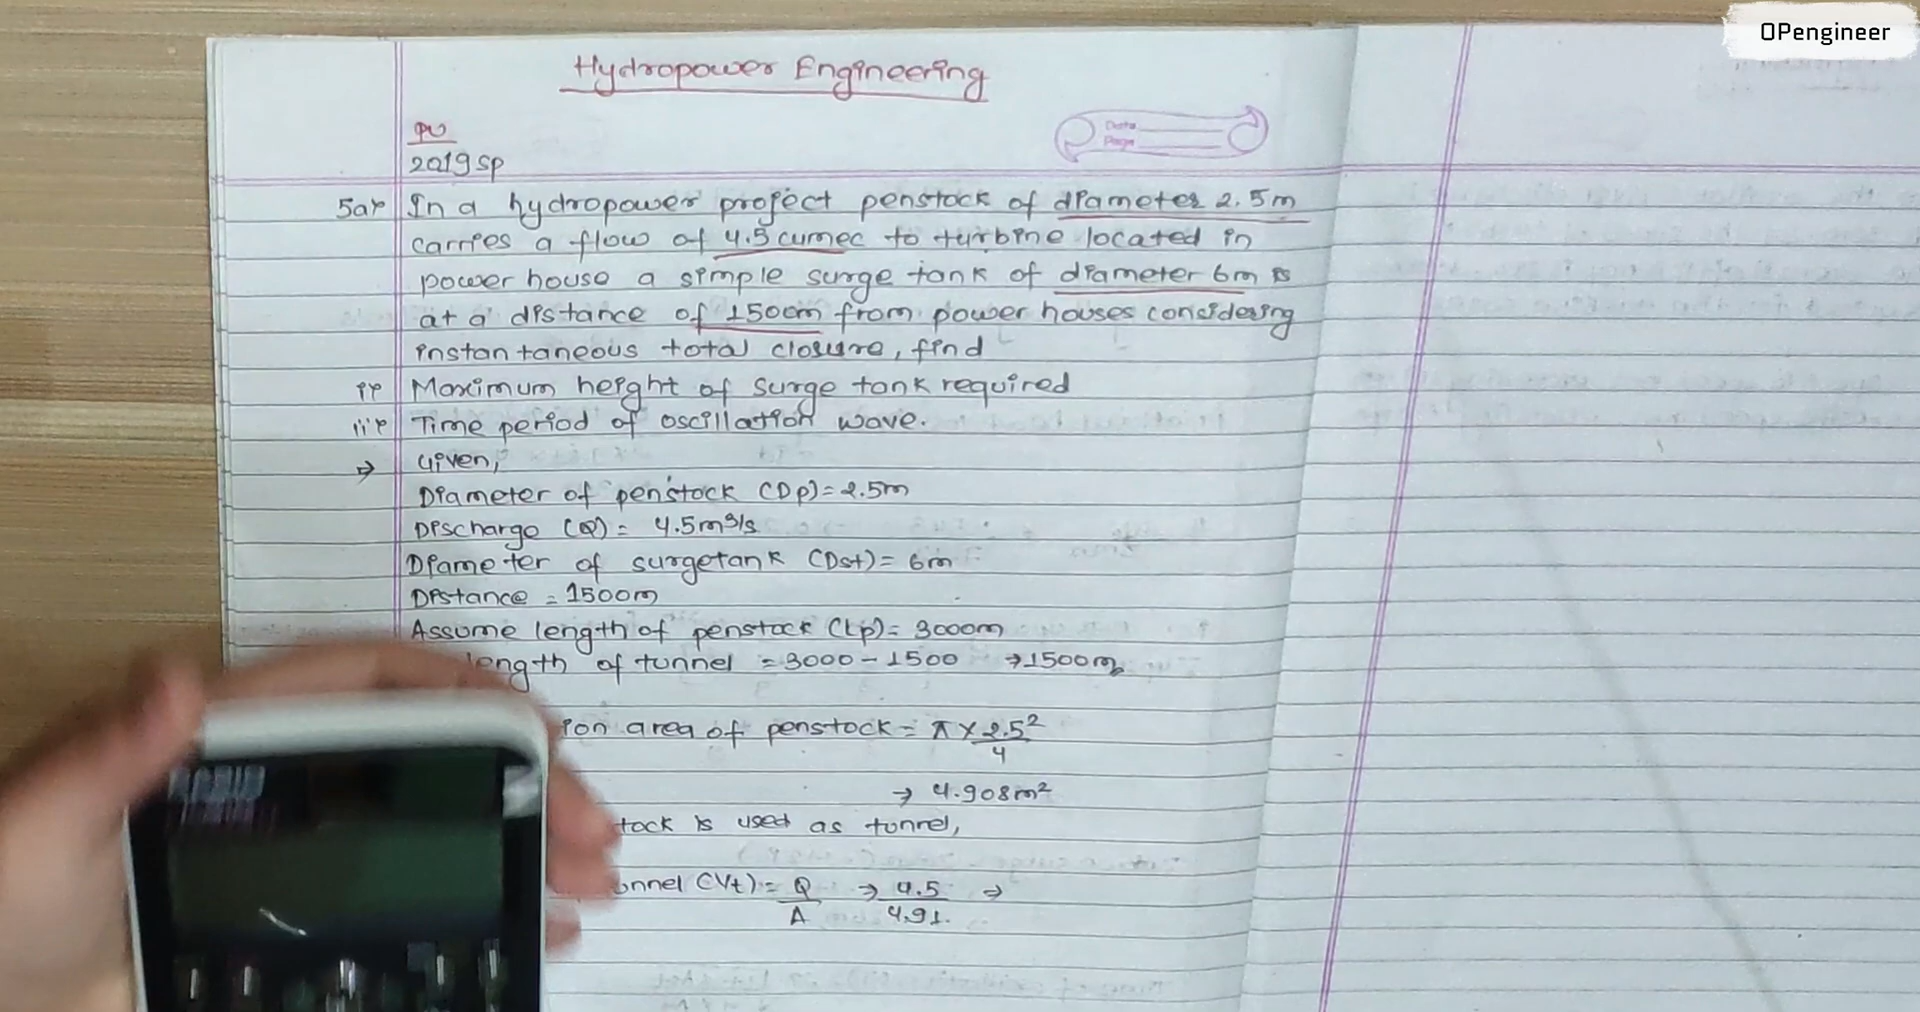 OPengineer
Hydropower Engineering
PU
2019 sp
Date
Page
5a) In a hydropower project penstock of diameter 2.5m
carries a flow of 4.5 cumec to turbine located in
power house a simple surge tank of diameter 6m is
at a distance of 1500m from power houses considering
instantaneous total closure, find
i) Maximum height of surge tank required
ii) Time period of oscillation wave.
⇒ Given,
Diameter of penstock (Dp) = 2.5m
Discharge (Q) = 4.5m³/s
Diameter of surgetank (Dst) = 6m
Distance = 1500m
Assume length of penstock (Lp) = 3000m
length of tunnel = 3000 - 1500 → 1500m
ion area of penstock = π × 2.5²/4
→ 4.908m²
tock is used as tunnel,
onnel (Vt) = Q/A → 4.5/4.91. →